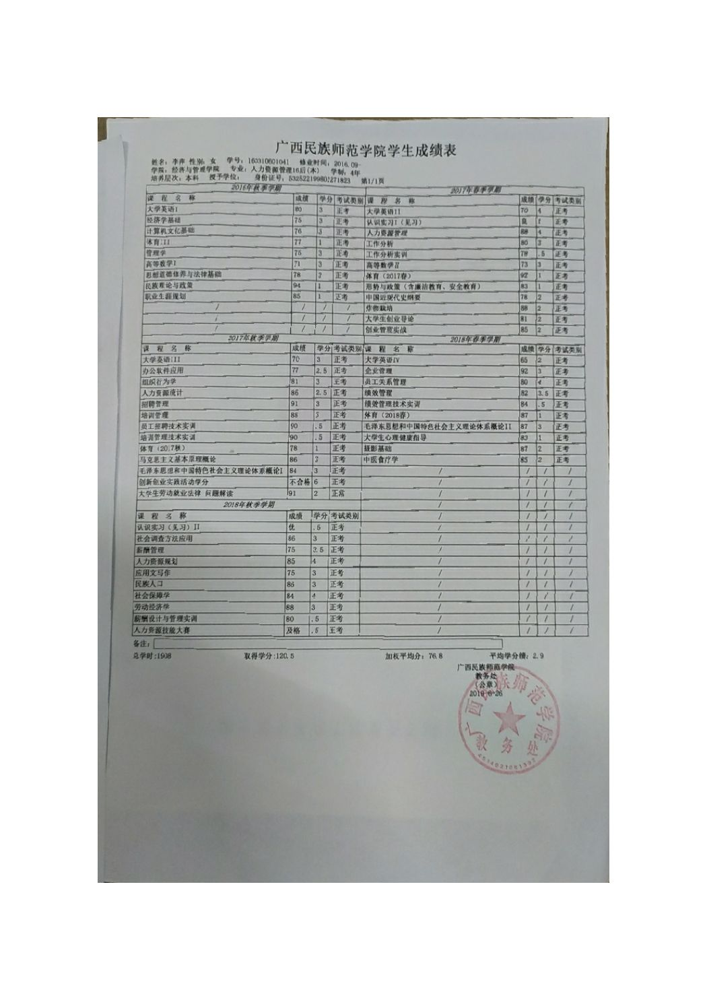 广西民族师范学院学生成绩表
姓名：李萍 性别：女 学号：160310601041 修业时间：2016.09-
学院：经济与管理学院 专业：人力资源管理16后(本) 学制：4年
培养层次：本科 授予学位： 身份证号： 第1/1页
2016年秋季学期 2017年春季学期
课 程 名 称 成绩 学分 考试类别 课 程 名 称 成绩 学分 考试类别
大学英语I 80 3 正考 大学英语II 70 4 正考
经济学基础 75 3 正考 认识实习I（见习） 良 正考
计算机文化基础 76 3 正考 人力资源管理 88 4 正考
体育III 77 1 正考 工作分析 80 3 正考
管理学 75 3 正考 工作分析实训 78 .5 正考
高等数学I 71 3 正考 高等数学II 73 3 正考
思想道德修养与法律基础 78 2 正考 体育（2017春） 92 1 正考
民族理论与政策 94 1 正考 形势与政策（含廉洁教育、安全教育） 83 1 正考
职业生涯规划 85 1 正考 中国近现代史纲要 78 2 正考
/ / / / 作物栽培 88 2 正考
/ / / / 大学生创业导论 81 2 正考
/ / / / 创业管理实战 85 2 正考
2017年秋季学期 2018年春季学期
课 程 名 称 成绩 学分 考试类别 课 程 名 称 成绩 学分 考试类别
大学英语III 70 3 正考 大学英语IV 65 2 正考
办公软件应用 77 2.5 正考 企业管理 92 3 正考
组织行为学 81 3 正考 员工关系管理 80 4 正考
人力资源统计 86 2.5 正考 绩效管理 82 3.5 正考
招聘管理 91 3 正考 绩效管理技术实训 84 .5 正考
培训管理 85 3 正考 体育（2018春） 87 1 正考
员工招聘技术实训 90 .5 正考 毛泽东思想和中国特色社会主义理论体系概论II 87 3 正考
培训管理技术实训 90 .5 正考 大学生心理健康指导 83 1 正考
体育（2017秋） 78 1 正考 摄影基础 87 2 正考
马克思主义基本原理概论 86 3 正考 中医食疗学 85 2 正考
毛泽东思想和中国特色社会主义理论体系概论I 84 3 正考 / / / /
创新创业实践活动学分 不合格 6 正考 / / / /
大学生劳动就业法律 问题解读 91 2 正常 / / / /
2018年秋季学期 / / / /
课 程 名 称 成绩 学分 考试类别 / / / /
认识实习（见习）II 优 .5 正考 / / / /
社会调查方法应用 86 3 正考 / / / /
薪酬管理 75 3.5 正考 / / / /
人力资源规划 85 4 正考 / / / /
应用文写作 75 3 正考 / / / /
民族人口 86 3 正考 / / / /
社会保障学 84 4 正考 / / / /
劳动经济学 88 3 正考 / / / /
薪酬设计与管理实训 80 .5 正考 / / / /
人力资源技能大赛 及格 .5 正考 / / / /
备注：
总学时:1908 取得学分:120.5 加权平均分：76.8 平均学分绩：2.9
广西民族师范学院
教务处
（公章）
2019-6-26
广西民族师范学院
教务处